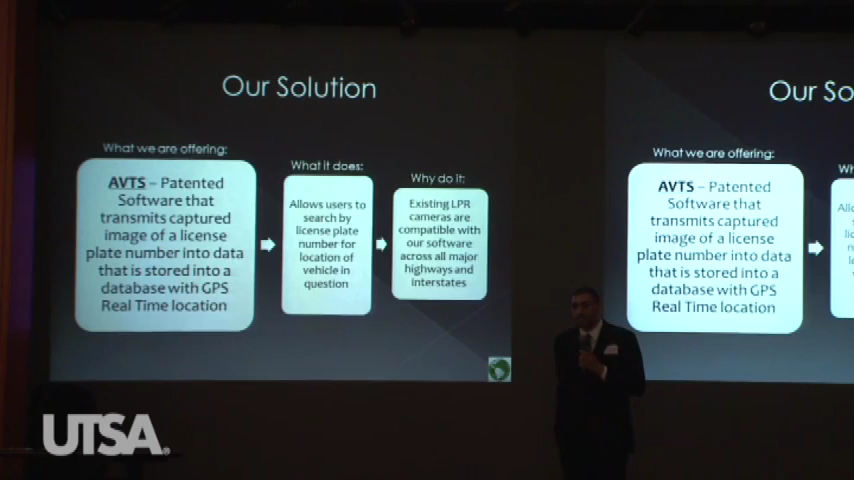 Our Solution
What we are offering:
AVTS – Patented
Software that
transmits captured
image of a license
plate number into data
that is stored into a
database with GPS
Real Time location
What it does:
Allows users to
search by
license plate
number for
location of
vehicle in
question
Why do it:
Existing LPR
cameras are
compatible with
our software
across all major
highways and
interstates
Our So
What we are offering:
AVTS – Patented
Software that
transmits captured
image of a license
plate number into data
that is stored into a
database with GPS
Real Time location
UTSA®